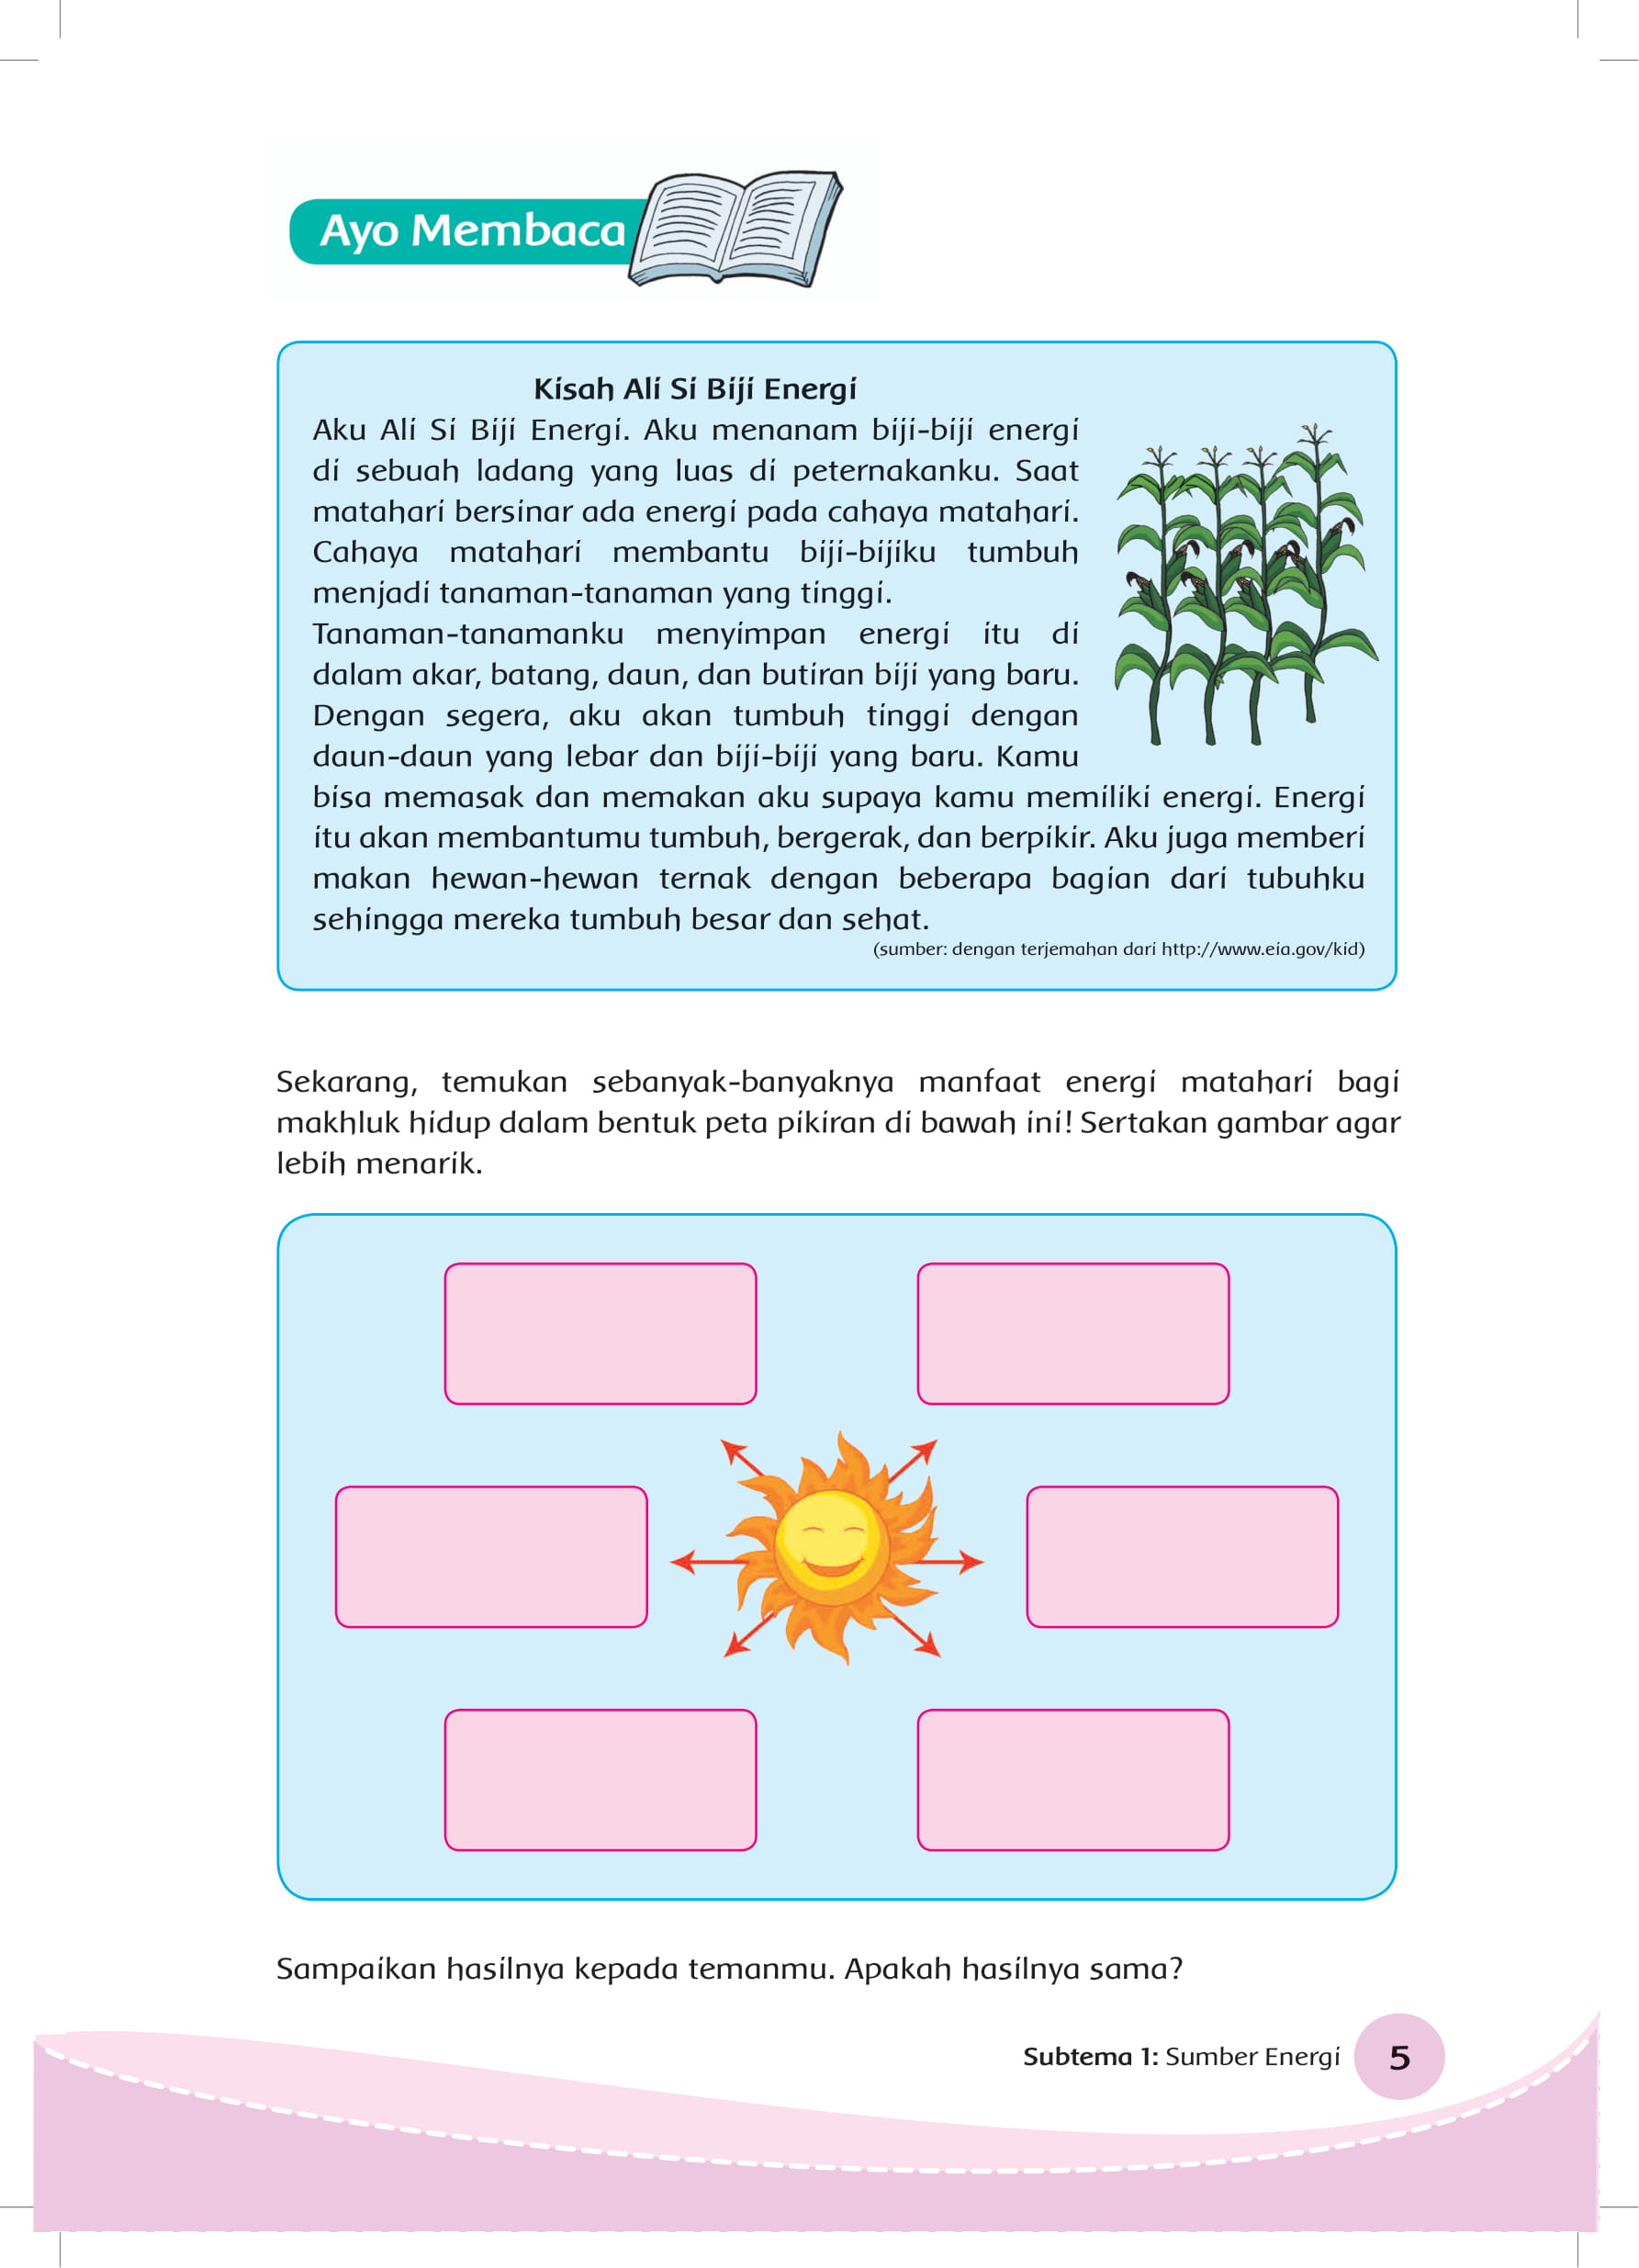 Ayo Membaca
Kisah Ali Si Biji Energi
Aku Ali Si Biji Energi. Aku menanam biji-biji energi
di sebuah ladang yang luas di peternakanku. Saat
matahari bersinar ada energi pada cahaya matahari.
Cahaya matahari membantu biji-bijiku tumbuh
menjadi tanaman-tanaman yang tinggi.
Tanaman-tanamanku menyimpan energi itu di
dalam akar, batang, daun, dan butiran biji yang baru.
Dengan segera, aku akan tumbuh tinggi dengan
daun-daun yang lebar dan biji-biji yang baru. Kamu
bisa memasak dan memakan aku supaya kamu memiliki energi. Energi
itu akan membantumu tumbuh, bergerak, dan berpikir. Aku juga memberi
makan hewan-hewan ternak dengan beberapa bagian dari tubuhku
sehingga mereka tumbuh besar dan sehat.
(sumber: dengan terjemahan dari http://www.eia.gov/kid)
Sekarang, temukan sebanyak-banyaknya manfaat energi matahari bagi
makhluk hidup dalam bentuk peta pikiran di bawah ini! Sertakan gambar agar
lebih menarik.
Sampaikan hasilnya kepada temanmu. Apakah hasilnya sama?
Subtema 1: Sumber Energi 5